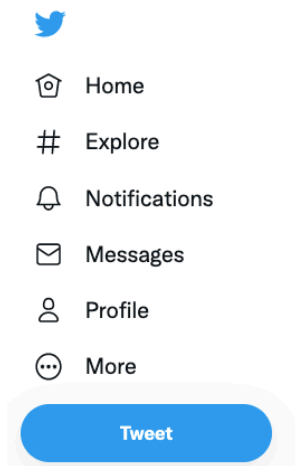 Home
Explore
Notifications
Messages
Profile
More
Tweet